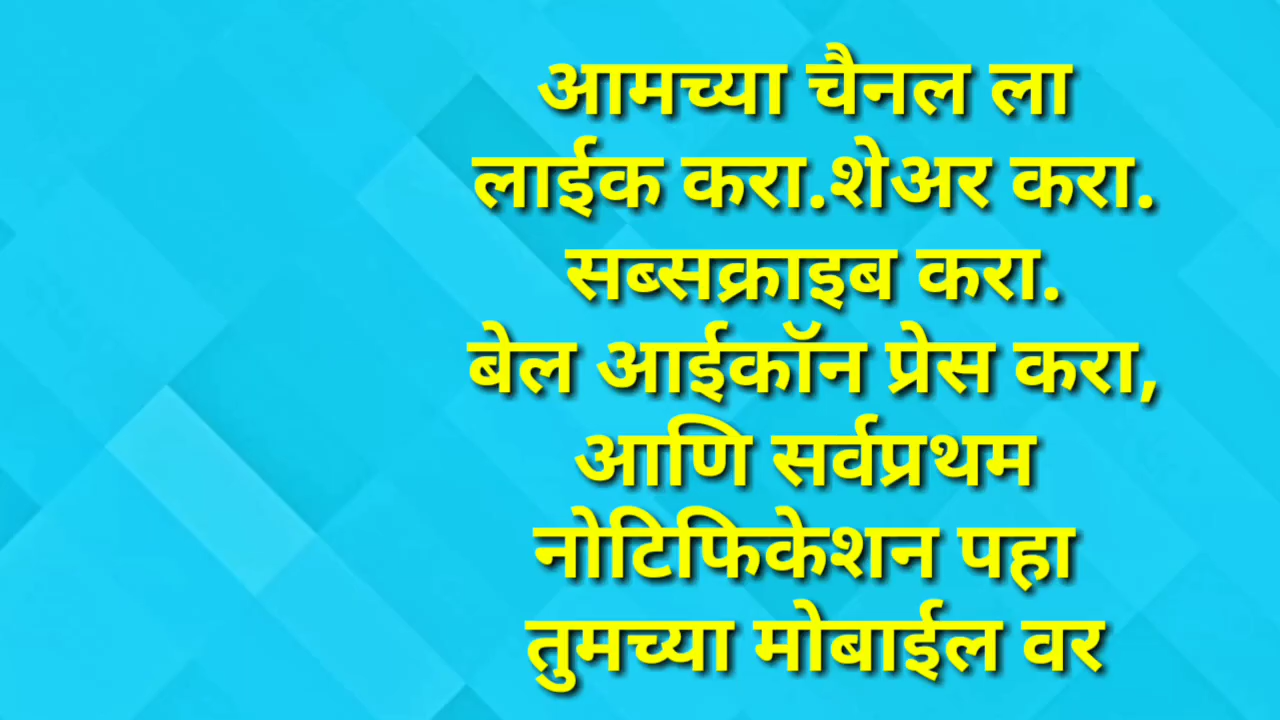 आमच्या चैनल ला
लाईक करा.शेअर करा.
सब्सक्राइब करा.
बेल आईकॉन प्रेस करा,
आणि सर्वप्रथम
नोटिफिकेशन पहा
तुमच्या मोबाईल वर